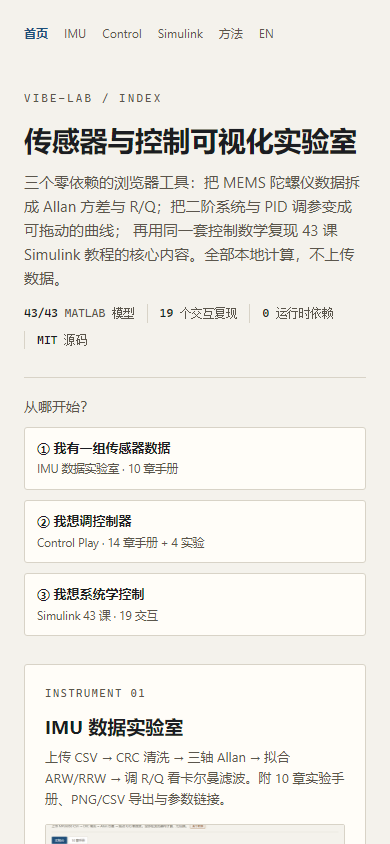 首页 IMU Control Simulink 方法 EN
VIBE-LAB / INDEX
传感器与控制可视化实验室
三个零依赖的浏览器工具：把 MEMS 陀螺仪数据拆
成 Allan 方差与 R/Q；把二阶系统与 PID 调参变成
可拖动的曲线； 再用同一套控制数学复现 43 课
Simulink 教程的核心内容。全部本地计算，不上传
数据。
43/43 MATLAB 模型 19 个交互复现 0 运行时依赖
MIT 源码
从哪开始？
① 我有一组传感器数据
IMU 数据实验室 · 10 章手册
② 我想调控制器
Control Play · 14 章手册 + 4 实验
③ 我想系统学控制
Simulink 43 课 · 19 交互
INSTRUMENT 01
IMU 数据实验室
上传 CSV → CRC 清洗 → 三轴 Allan → 拟合
ARW/RRW → 调 R/Q 看卡尔曼滤波。附 10 章实验手
册、PNG/CSV 导出与参数链接。